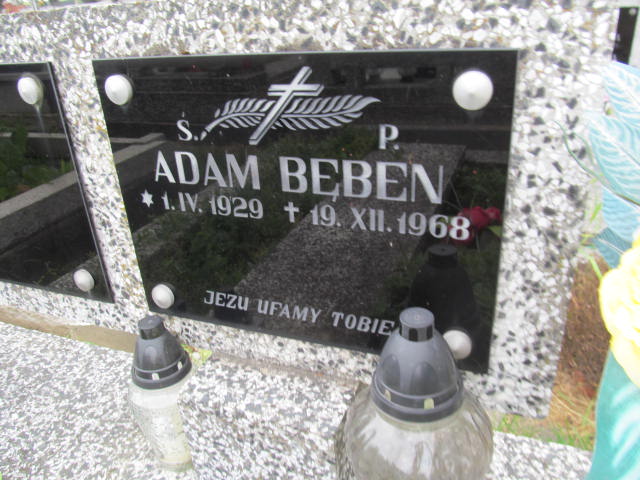 Ś. P.
ADAM BĘBEN
* 1. IV. 1929 ✝ 19. XII. 1968
JEZU UFAMY TOBIE